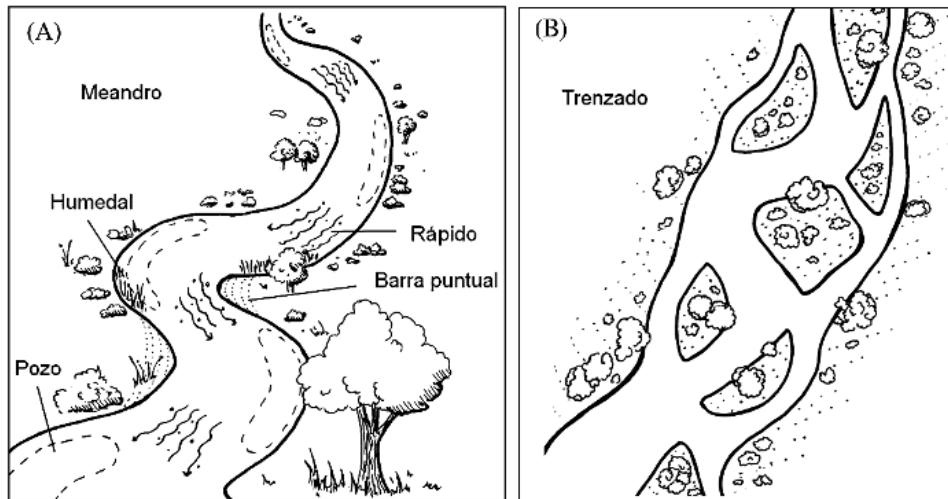 (A)
Meandro
Humedal
Rápido
Barra puntual
Pozo
(B)
Trenzado